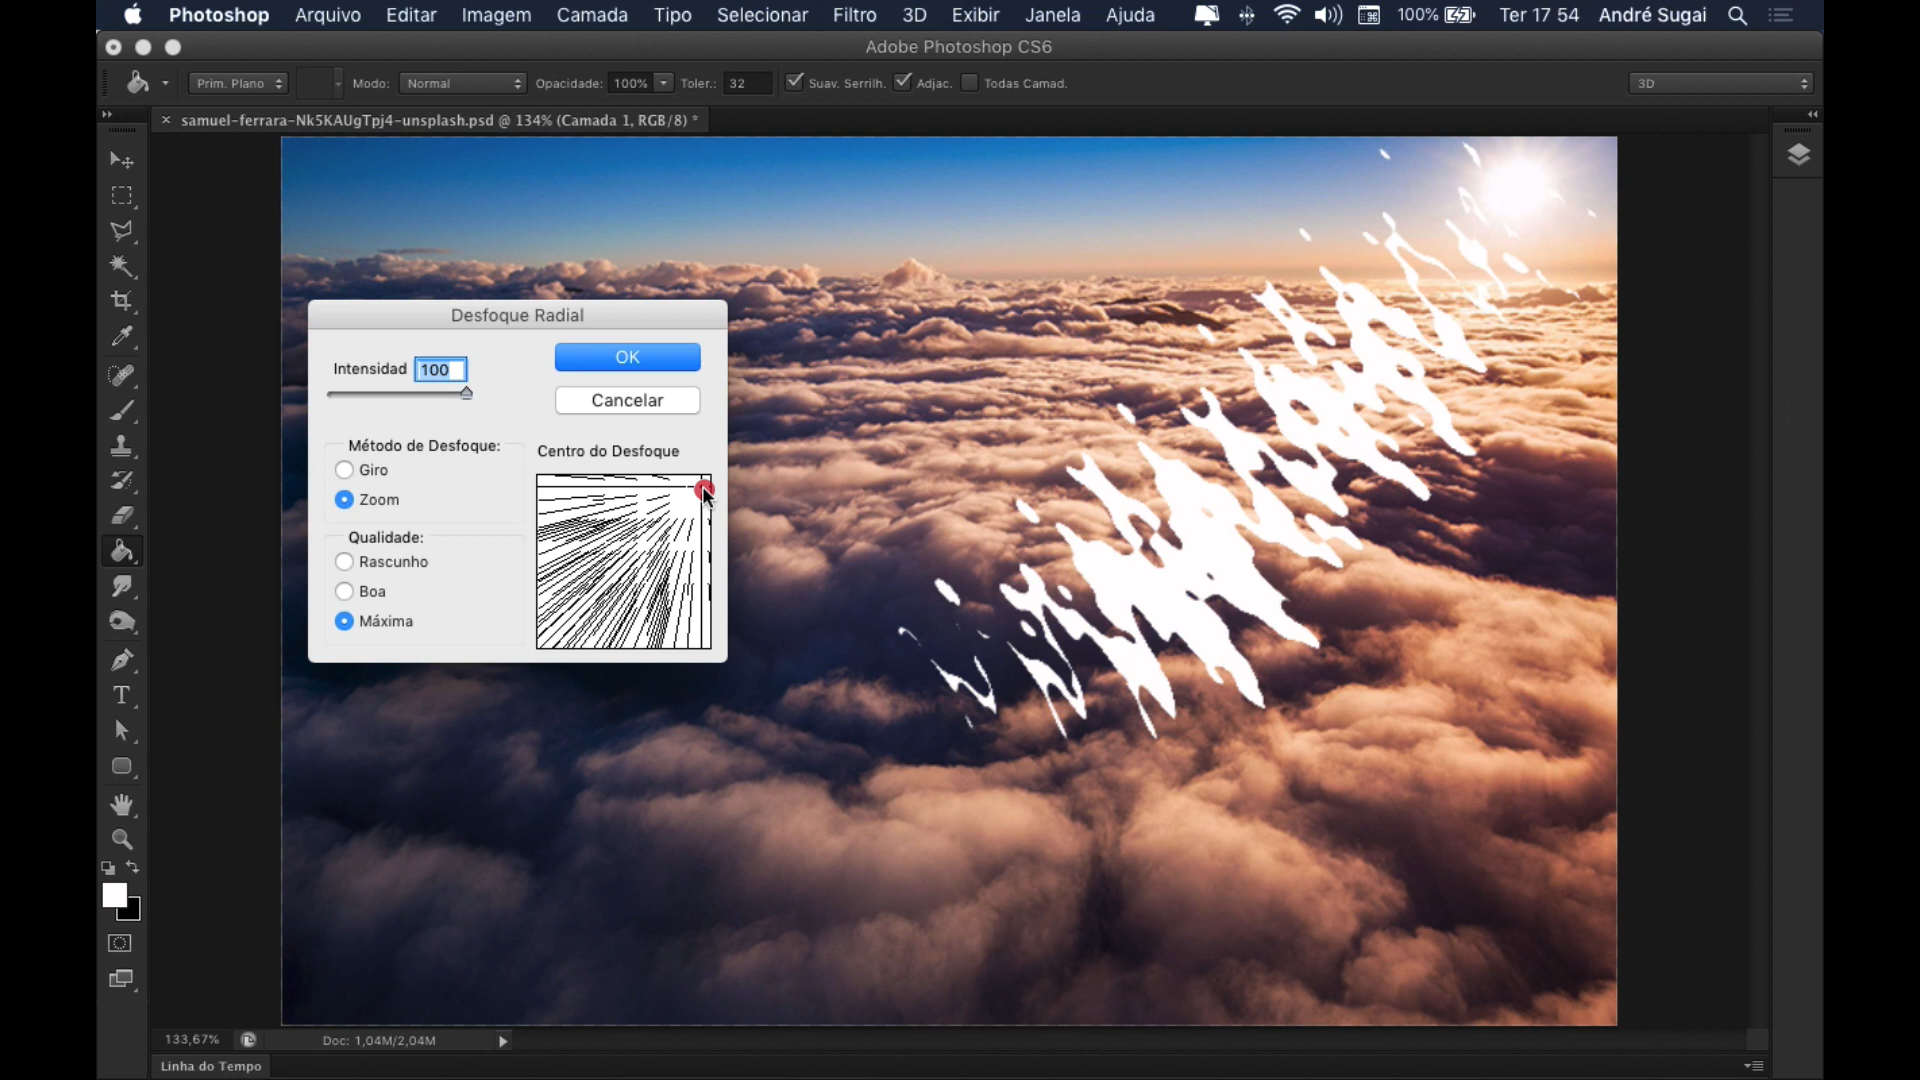 Photoshop Arquivo Editar Imagem Camada Tipo Selecionar Filtro 3D Exibir Janela Ajuda 100% Ter 17 54 André Sugai
Adobe Photoshop CS6
Prim. Plano Modo: Normal Opacidade: 100% Toler.: 32 Suav. Serrilh. Adjac. Todas Camad. 3D
samuel-ferrara-Nk5KAUgTpj4-unsplash.psd @ 134% (Camada 1, RGB/8) *
Desfoque Radial
Intensidad 100
OK
Cancelar
Método de Desfoque:
Giro
Zoom
Qualidade:
Rascunho
Boa
Máxima
Centro do Desfoque
T
133,67% Doc: 1,04M/2,04M
Linha do Tempo